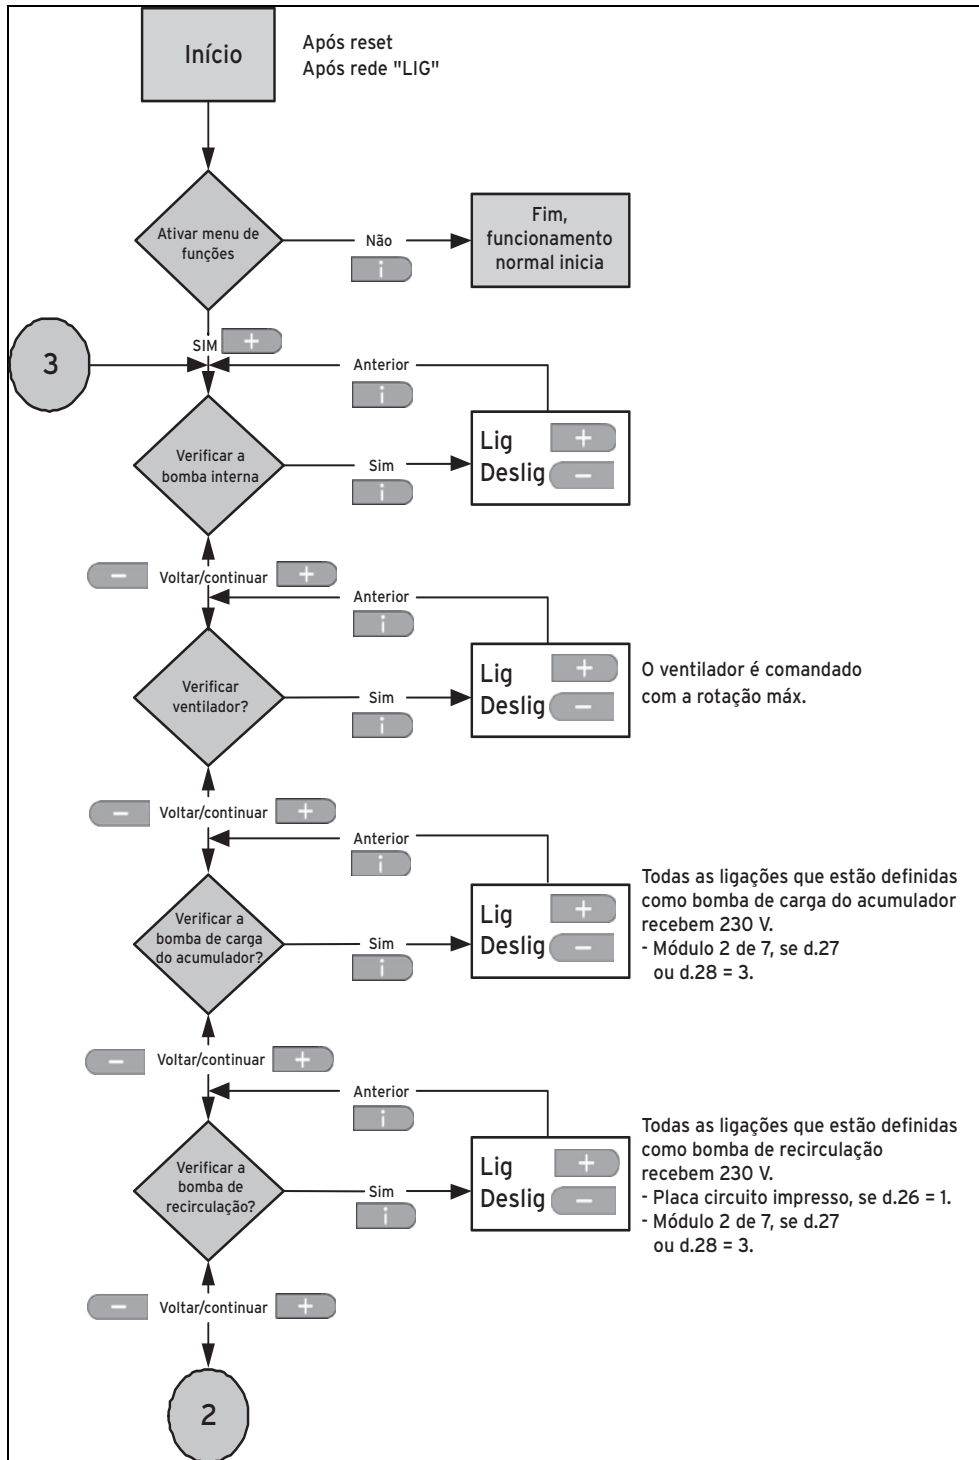 Início
Após reset
Após rede "LIG"
Ativar menu de
funções
Não
i
Fim,
funcionamento
normal inicia
SIM +
3
Anterior
i
Verificar a
bomba interna
Sim
i
Lig +
Deslig −
− Voltar/continuar +
Anterior
i
Verificar
ventilador?
Sim
i
Lig +
Deslig −
O ventilador é comandado
com a rotação máx.
− Voltar/continuar +
Anterior
i
Verificar a
bomba de carga
do acumulador?
Sim
i
Lig +
Deslig −
Todas as ligações que estão definidas
como bomba de carga do acumulador
recebem 230 V.
- Módulo 2 de 7, se d.27
ou d.28 = 3.
− Voltar/continuar +
Anterior
i
Verificar a
bomba de
recirculação?
Sim
i
Lig +
Deslig −
Todas as ligações que estão definidas
como bomba de recirculação
recebem 230 V.
- Placa circuito impresso, se d.26 = 1.
- Módulo 2 de 7, se d.27
ou d.28 = 3.
− Voltar/continuar +
2